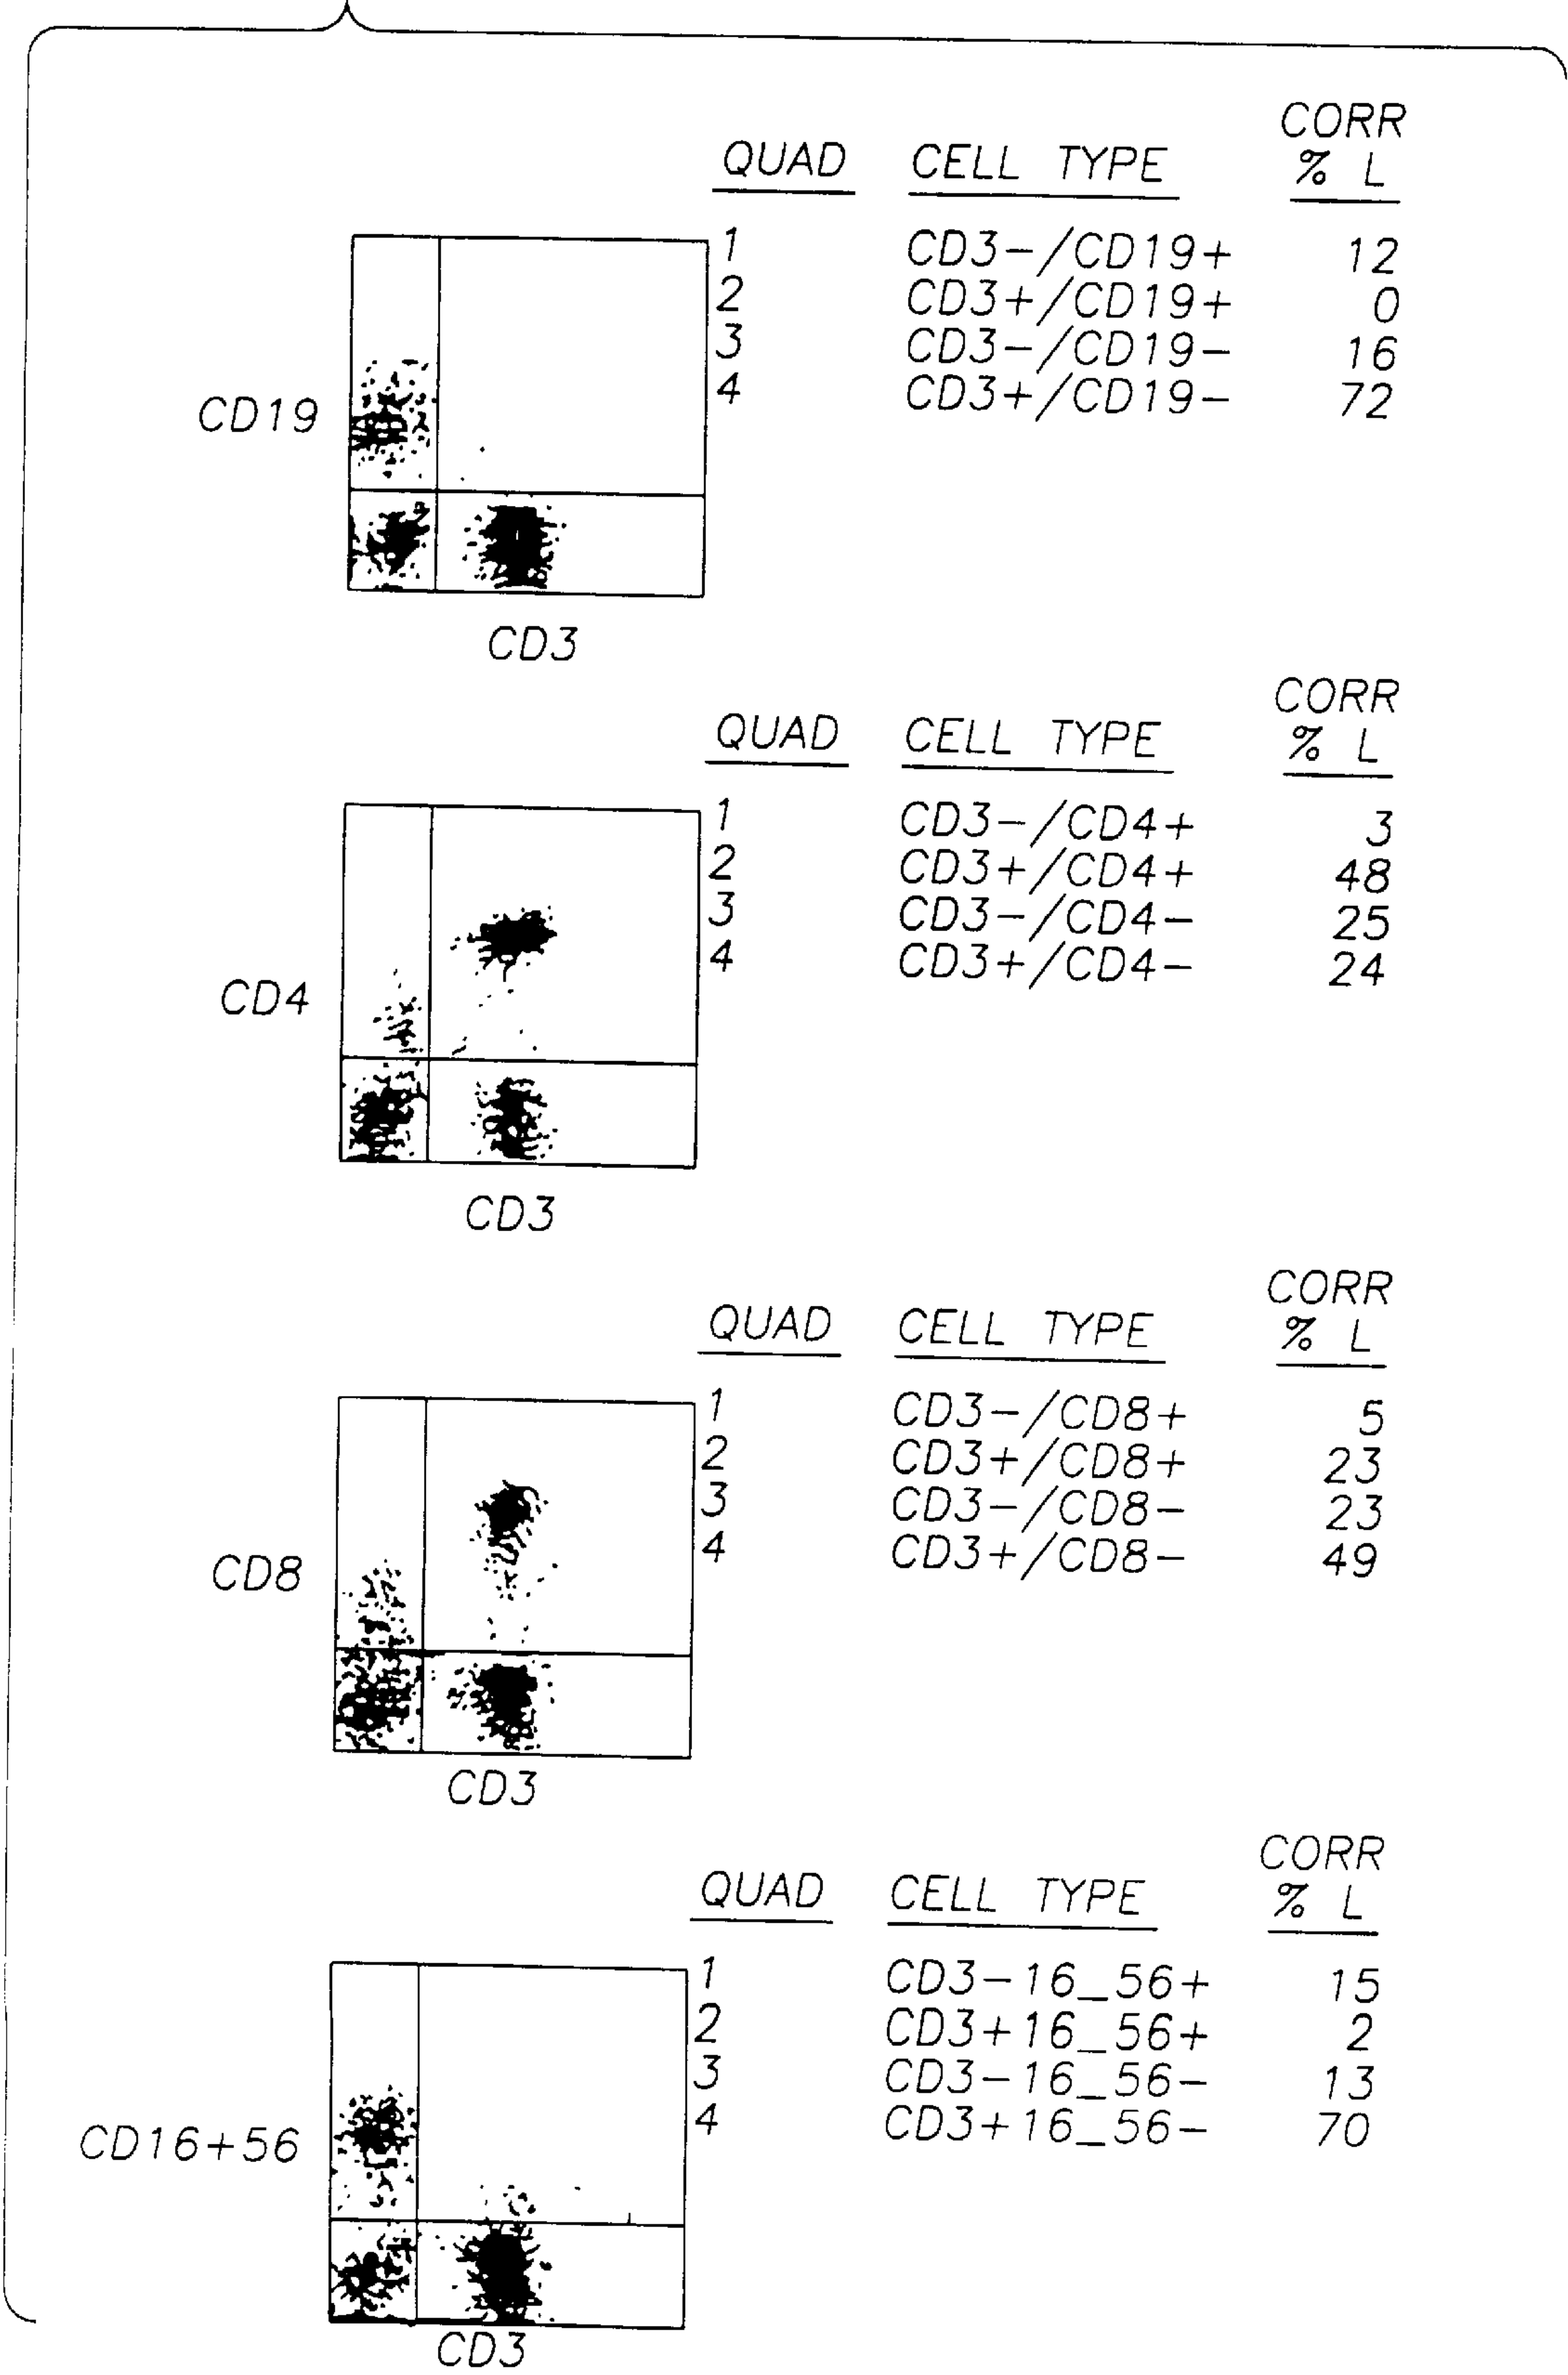 CORR
QUAD CELL TYPE % L
1 CD3-/CD19+ 12
2 CD3+/CD19+ 0
3 CD3-/CD19- 16
4 CD3+/CD19- 72
CD19
CD3
CORR
QUAD CELL TYPE % L
1 CD3-/CD4+ 3
2 CD3+/CD4+ 48
3 CD3-/CD4- 25
4 CD3+/CD4- 24
CD4
CD3
CORR
QUAD CELL TYPE % L
1 CD3-/CD8+ 5
2 CD3+/CD8+ 23
3 CD3-/CD8- 23
4 CD3+/CD8- 49
CD8
CD3
CORR
QUAD CELL TYPE % L
1 CD3-16_56+ 15
2 CD3+16_56+ 2
3 CD3-16_56- 13
4 CD3+16_56- 70
CD16+56
CD3